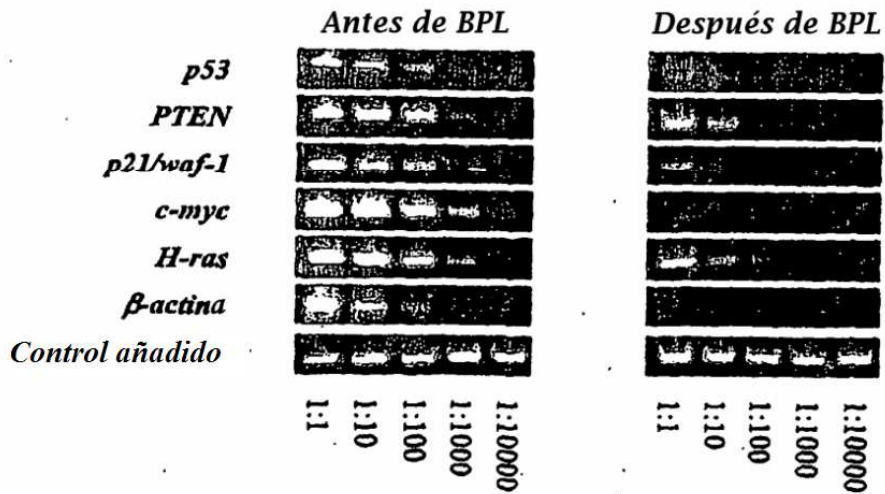 Antes de BPL
Después de BPL
p53
PTEN
p21/waf-1
c-myc
H-ras
β-actina
Control añadido
1:1
1:10
1:100
1:1000
1:10000
1:1
1:10
1:100
1:1000
1:10000